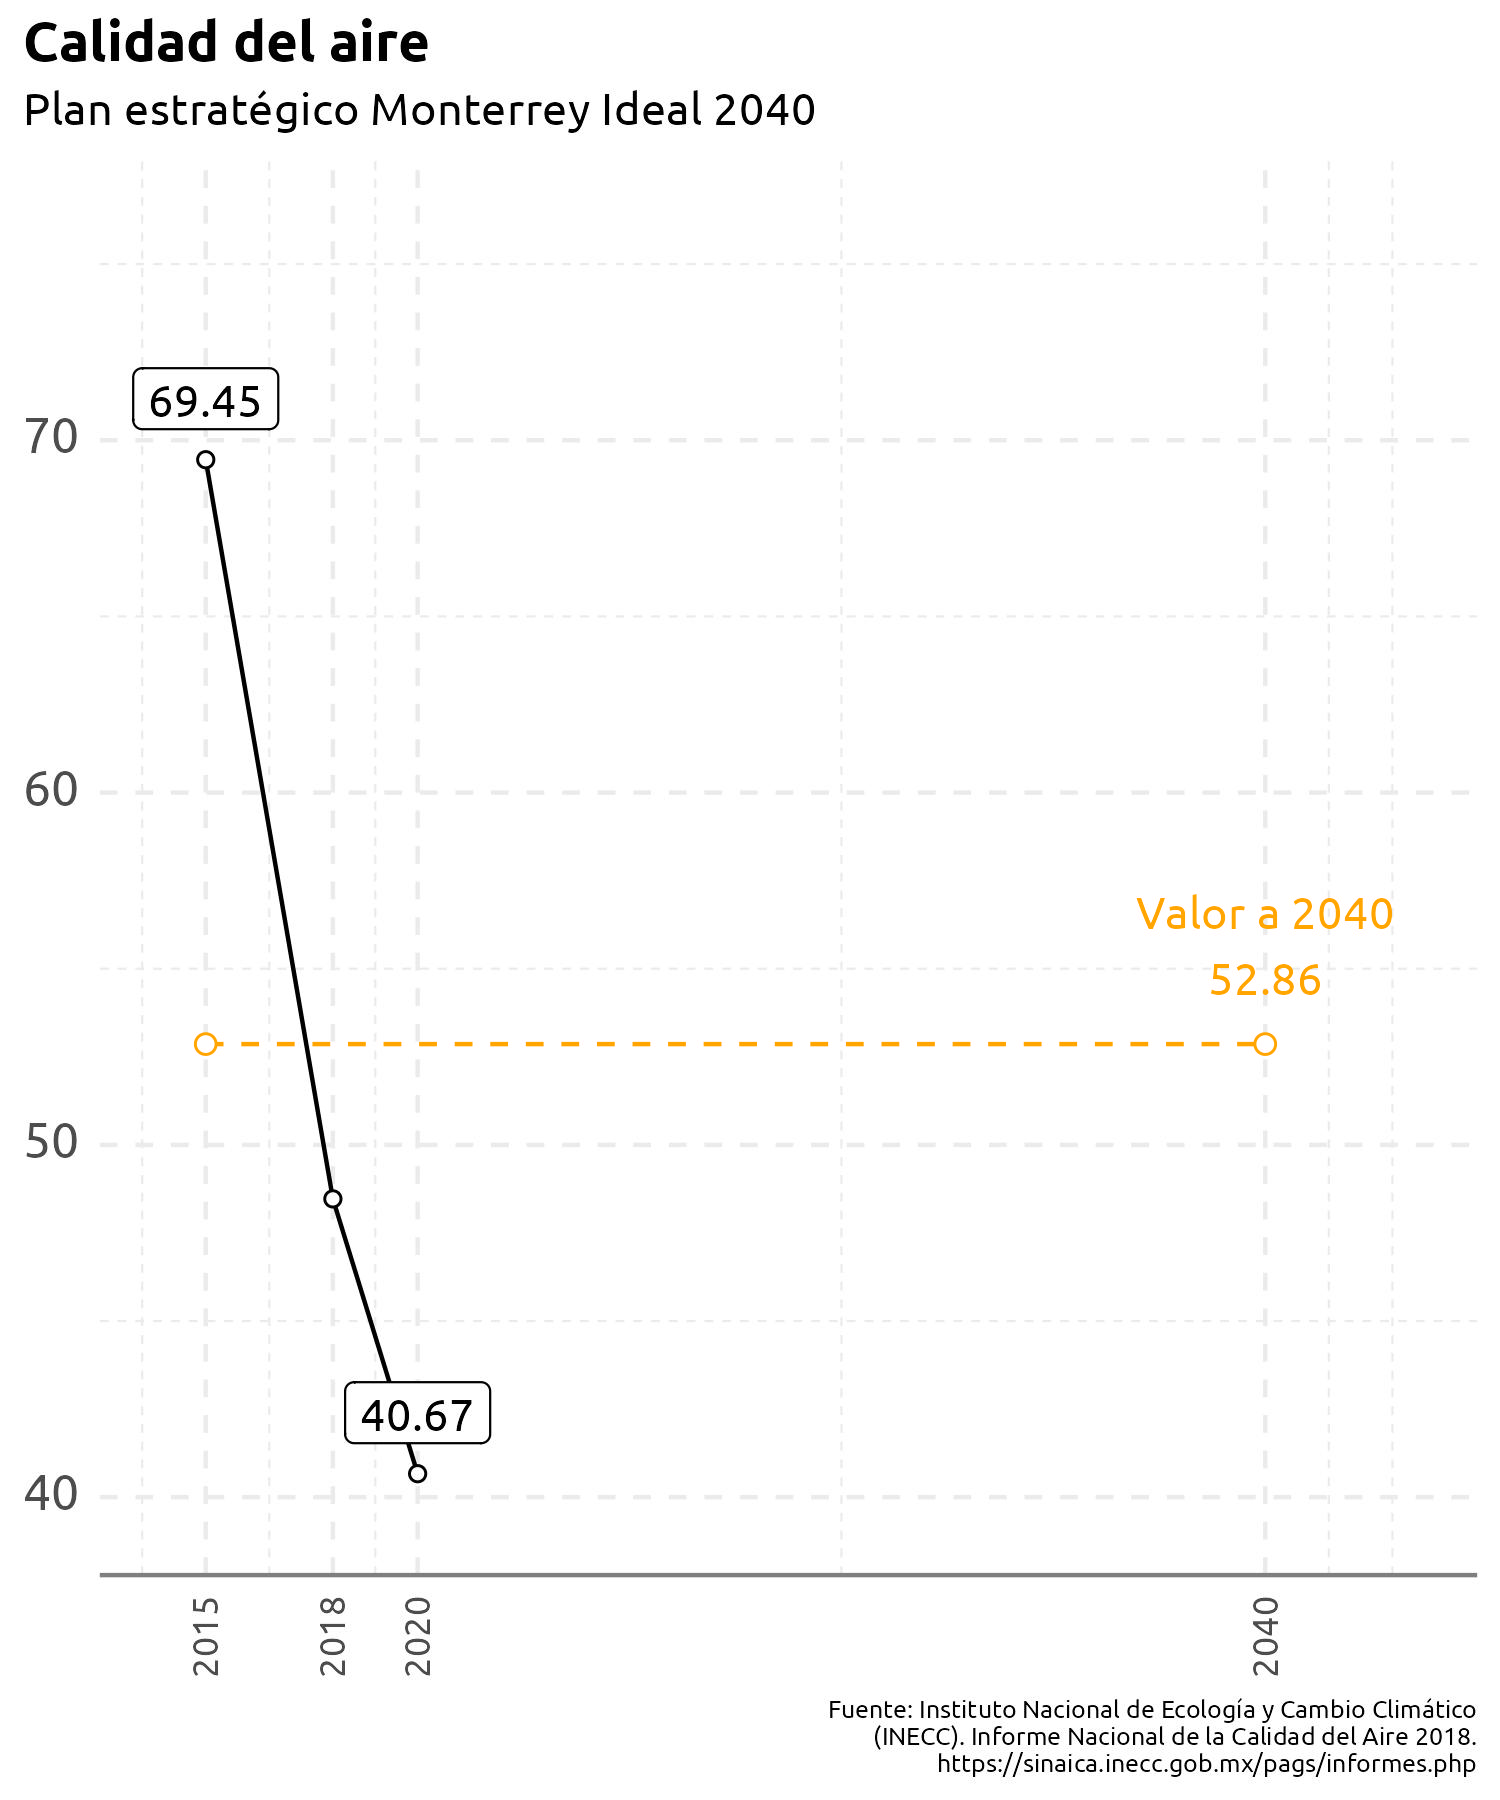 Calidad del aire
Plan estratégico Monterrey Ideal 2040
69.45
70
60
Valor a 2040
52.86
50
40.67
40
2015
2018
2020
2040
Fuente: Instituto Nacional de Ecología y Cambio Climático
(INECC). Informe Nacional de la Calidad del Aire 2018.
https://sinaica.inecc.gob.mx/pags/informes.php